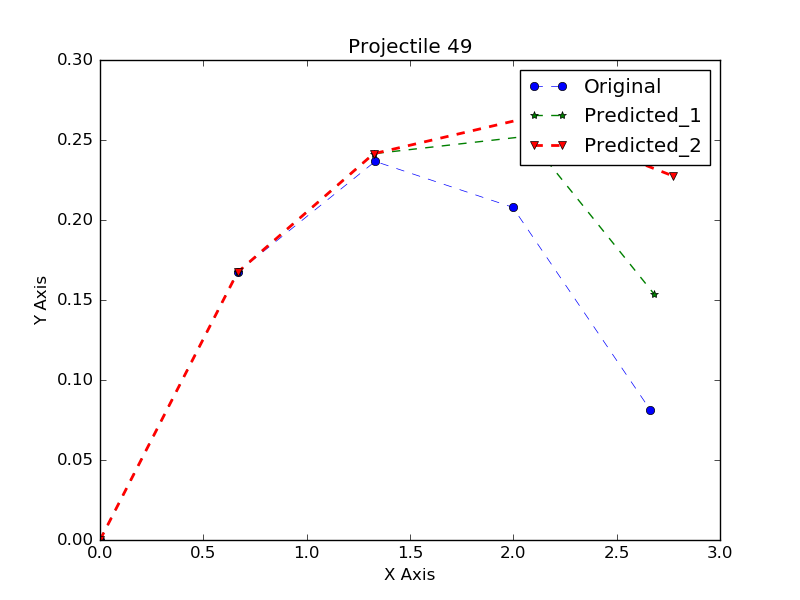 Projectile 49
0.30
0.25
0.20
0.15
0.10
0.05
0.00
Y Axis
Original
Predicted_1
Predicted_2
0.0 0.5 1.0 1.5 2.0 2.5 3.0
X Axis